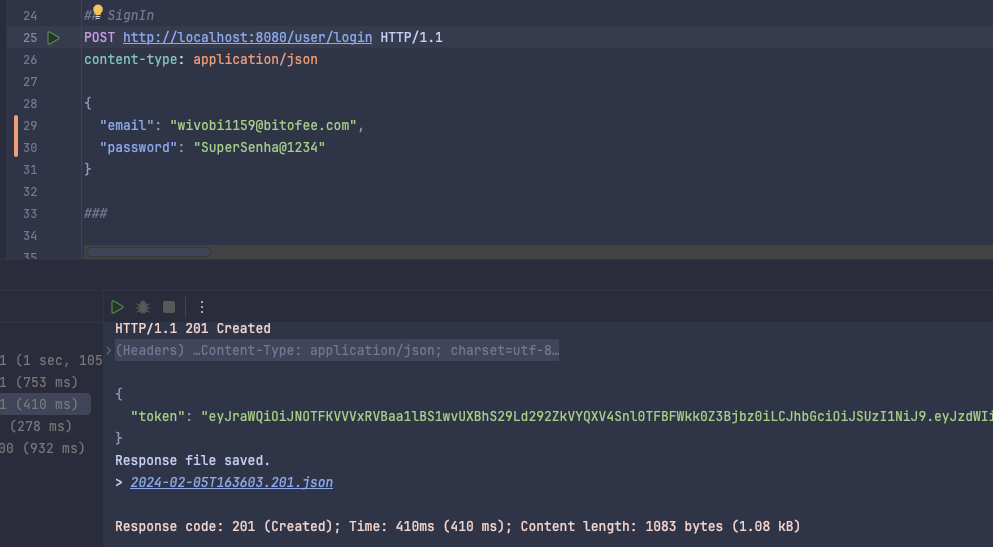 24 ## SignIn
25 POST http://localhost:8080/user/login HTTP/1.1
26 content-type: application/json
27
28 {
29 "email": "wivobi1159@bitofee.com",
30 "password": "SuperSenha@1234"
31 }
32
33 ###
34
35
HTTP/1.1 201 Created
(Headers) …Content-Type: application/json; charset=utf-8…
1 (1 sec, 105
1 (753 ms)
1 (410 ms)
(278 ms)
00 (932 ms)
{
"token": "eyJraWQiOiJNOTFKVVVxRVBaa1lBS1wvUXBhS29Ld292ZkVYQXV4Snl0TFBFWkk0Z3Bjbz0iLCJhbGciOiJSUzI1NiJ9.eyJzdWIi
}
Response file saved.
> 2024-02-05T163603.201.json
Response code: 201 (Created); Time: 410ms (410 ms); Content length: 1083 bytes (1.08 kB)